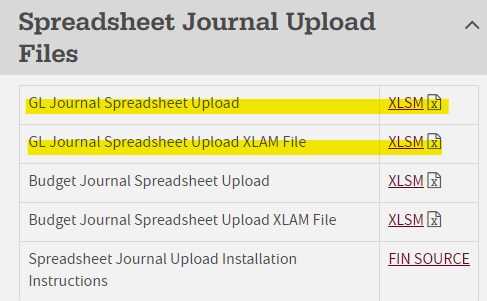 Spreadsheet Journal Upload
Files
GL Journal Spreadsheet Upload XLSM
GL Journal Spreadsheet Upload XLAM File XLSM
Budget Journal Spreadsheet Upload XLSM
Budget Journal Spreadsheet Upload XLAM File XLSM
Spreadsheet Journal Upload Installation FIN SOURCE
Instructions